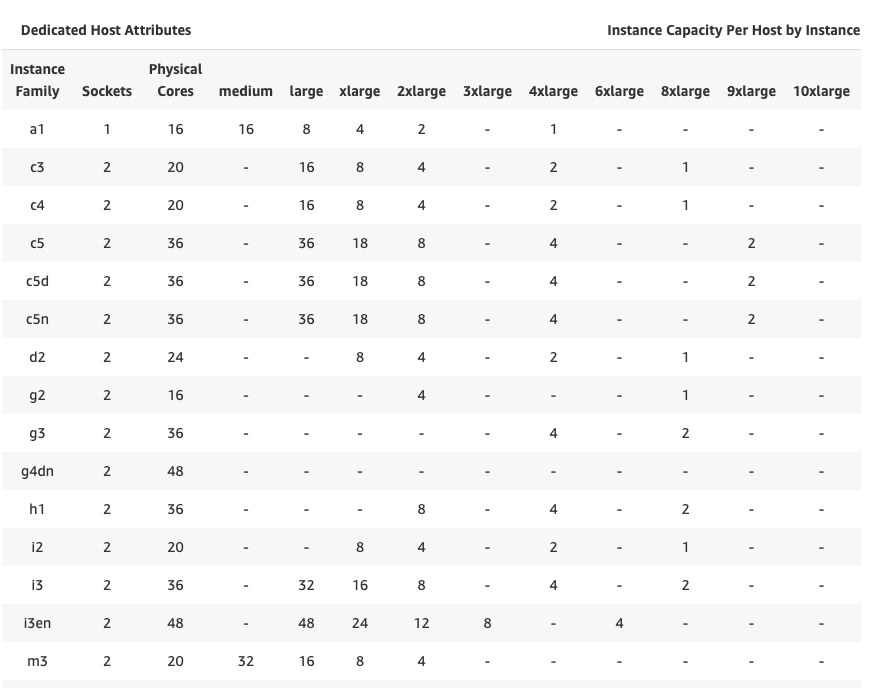 Dedicated Host Attributes Instance Capacity Per Host by Instance
Instance Physical
Family Sockets Cores medium large xlarge 2xlarge 3xlarge 4xlarge 6xlarge 8xlarge 9xlarge 10xlarge
a1 1 16 16 8 4 2 - 1 - - - -
c3 2 20 - 16 8 4 - 2 - 1 - -
c4 2 20 - 16 8 4 - 2 - 1 - -
c5 2 36 - 36 18 8 - 4 - - 2 -
c5d 2 36 - 36 18 8 - 4 - - 2 -
c5n 2 36 - 36 18 8 - 4 - - 2 -
d2 2 24 - - 8 4 - 2 - 1 - -
g2 2 16 - - - 4 - - - 1 - -
g3 2 36 - - - - - 4 - 2 - -
g4dn 2 48 - - - - - - - - - -
h1 2 36 - - - 8 - 4 - 2 - -
i2 2 20 - - 8 4 - 2 - 1 - -
i3 2 36 - 32 16 8 - 4 - 2 - -
i3en 2 48 - 48 24 12 8 - 4 - - -
m3 2 20 32 16 8 4 - - - - - -